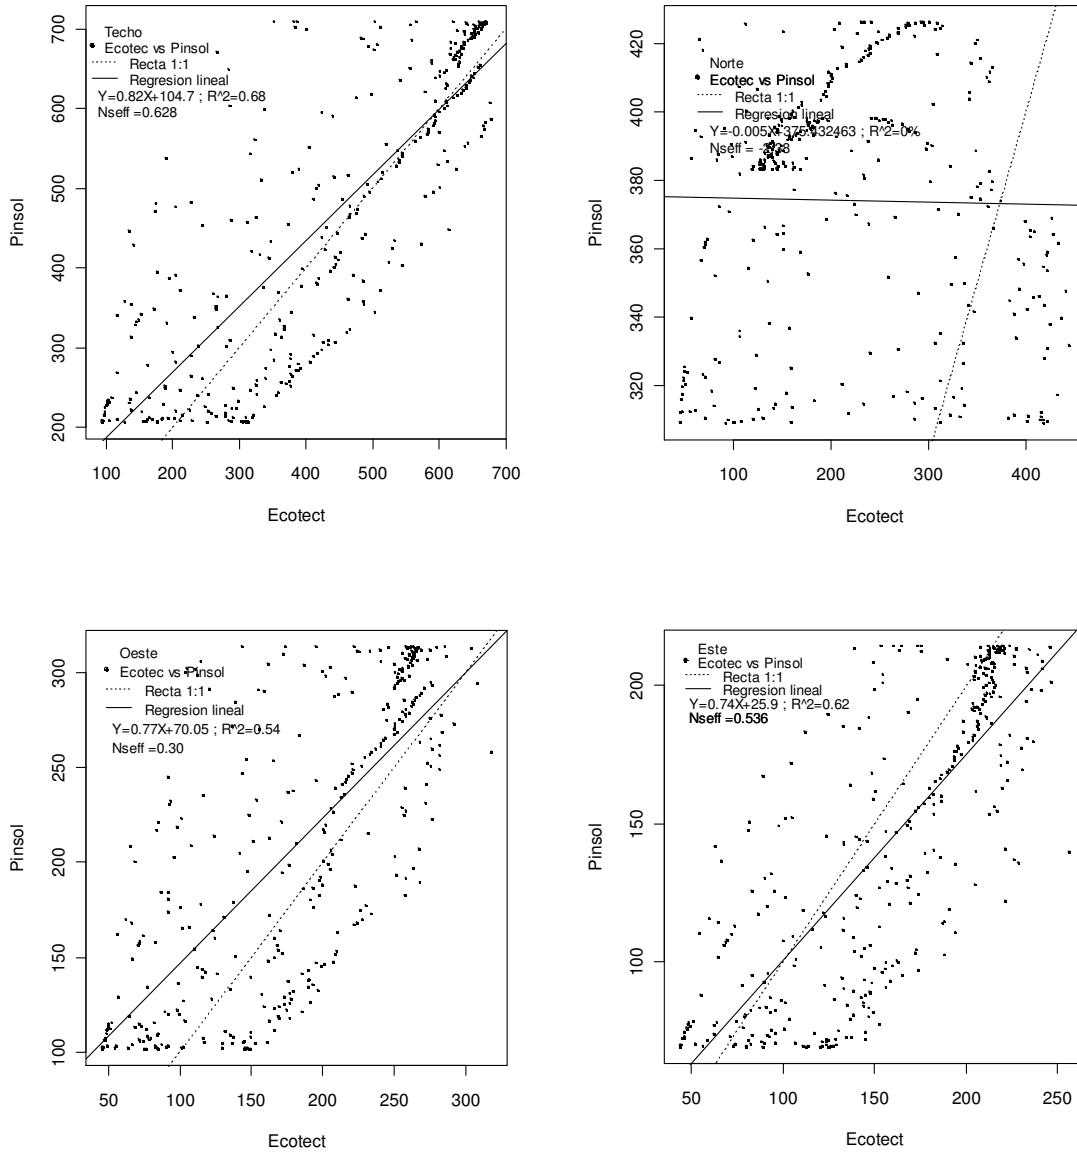 Techo
Ecotec vs Pinsol
Recta 1:1
Regresion lineal
Y=0.82X+104.7 ; R^2=0.68
Nseff =0.628
700
600
500
400
300
200
Pinsol
100 200 300 400 500 600 700
Ecotect
Norte
Ecotec vs Pinsol
Recta 1:1
Regresion lineal
Y=-0.005X+375.432463 ; R^2=0%
Nseff =
420
400
380
360
340
320
Pinsol
100 200 300 400
Ecotect
Oeste
Ecotec vs Pinsol
Recta 1:1
Regresion lineal
Y=0.77X+70.05 ; R^2=0.54
Nseff =0.30
300
250
200
150
100
Pinsol
50 100 150 200 250 300
Ecotect
Este
Ecotec vs Pinsol
Recta 1:1
Regresion lineal
Y=0.74X+25.9 ; R^2=0.62
Nseff =0.536
200
150
100
Pinsol
50 100 150 200 250
Ecotect